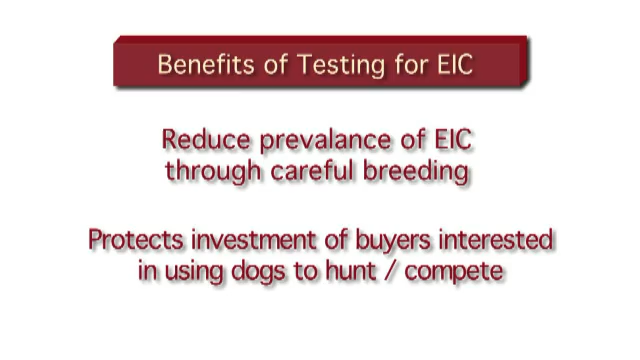 Benefits of Testing for EIC
Reduce prevalance of EIC
through careful breeding
Protects investment of buyers interested
in using dogs to hunt / compete